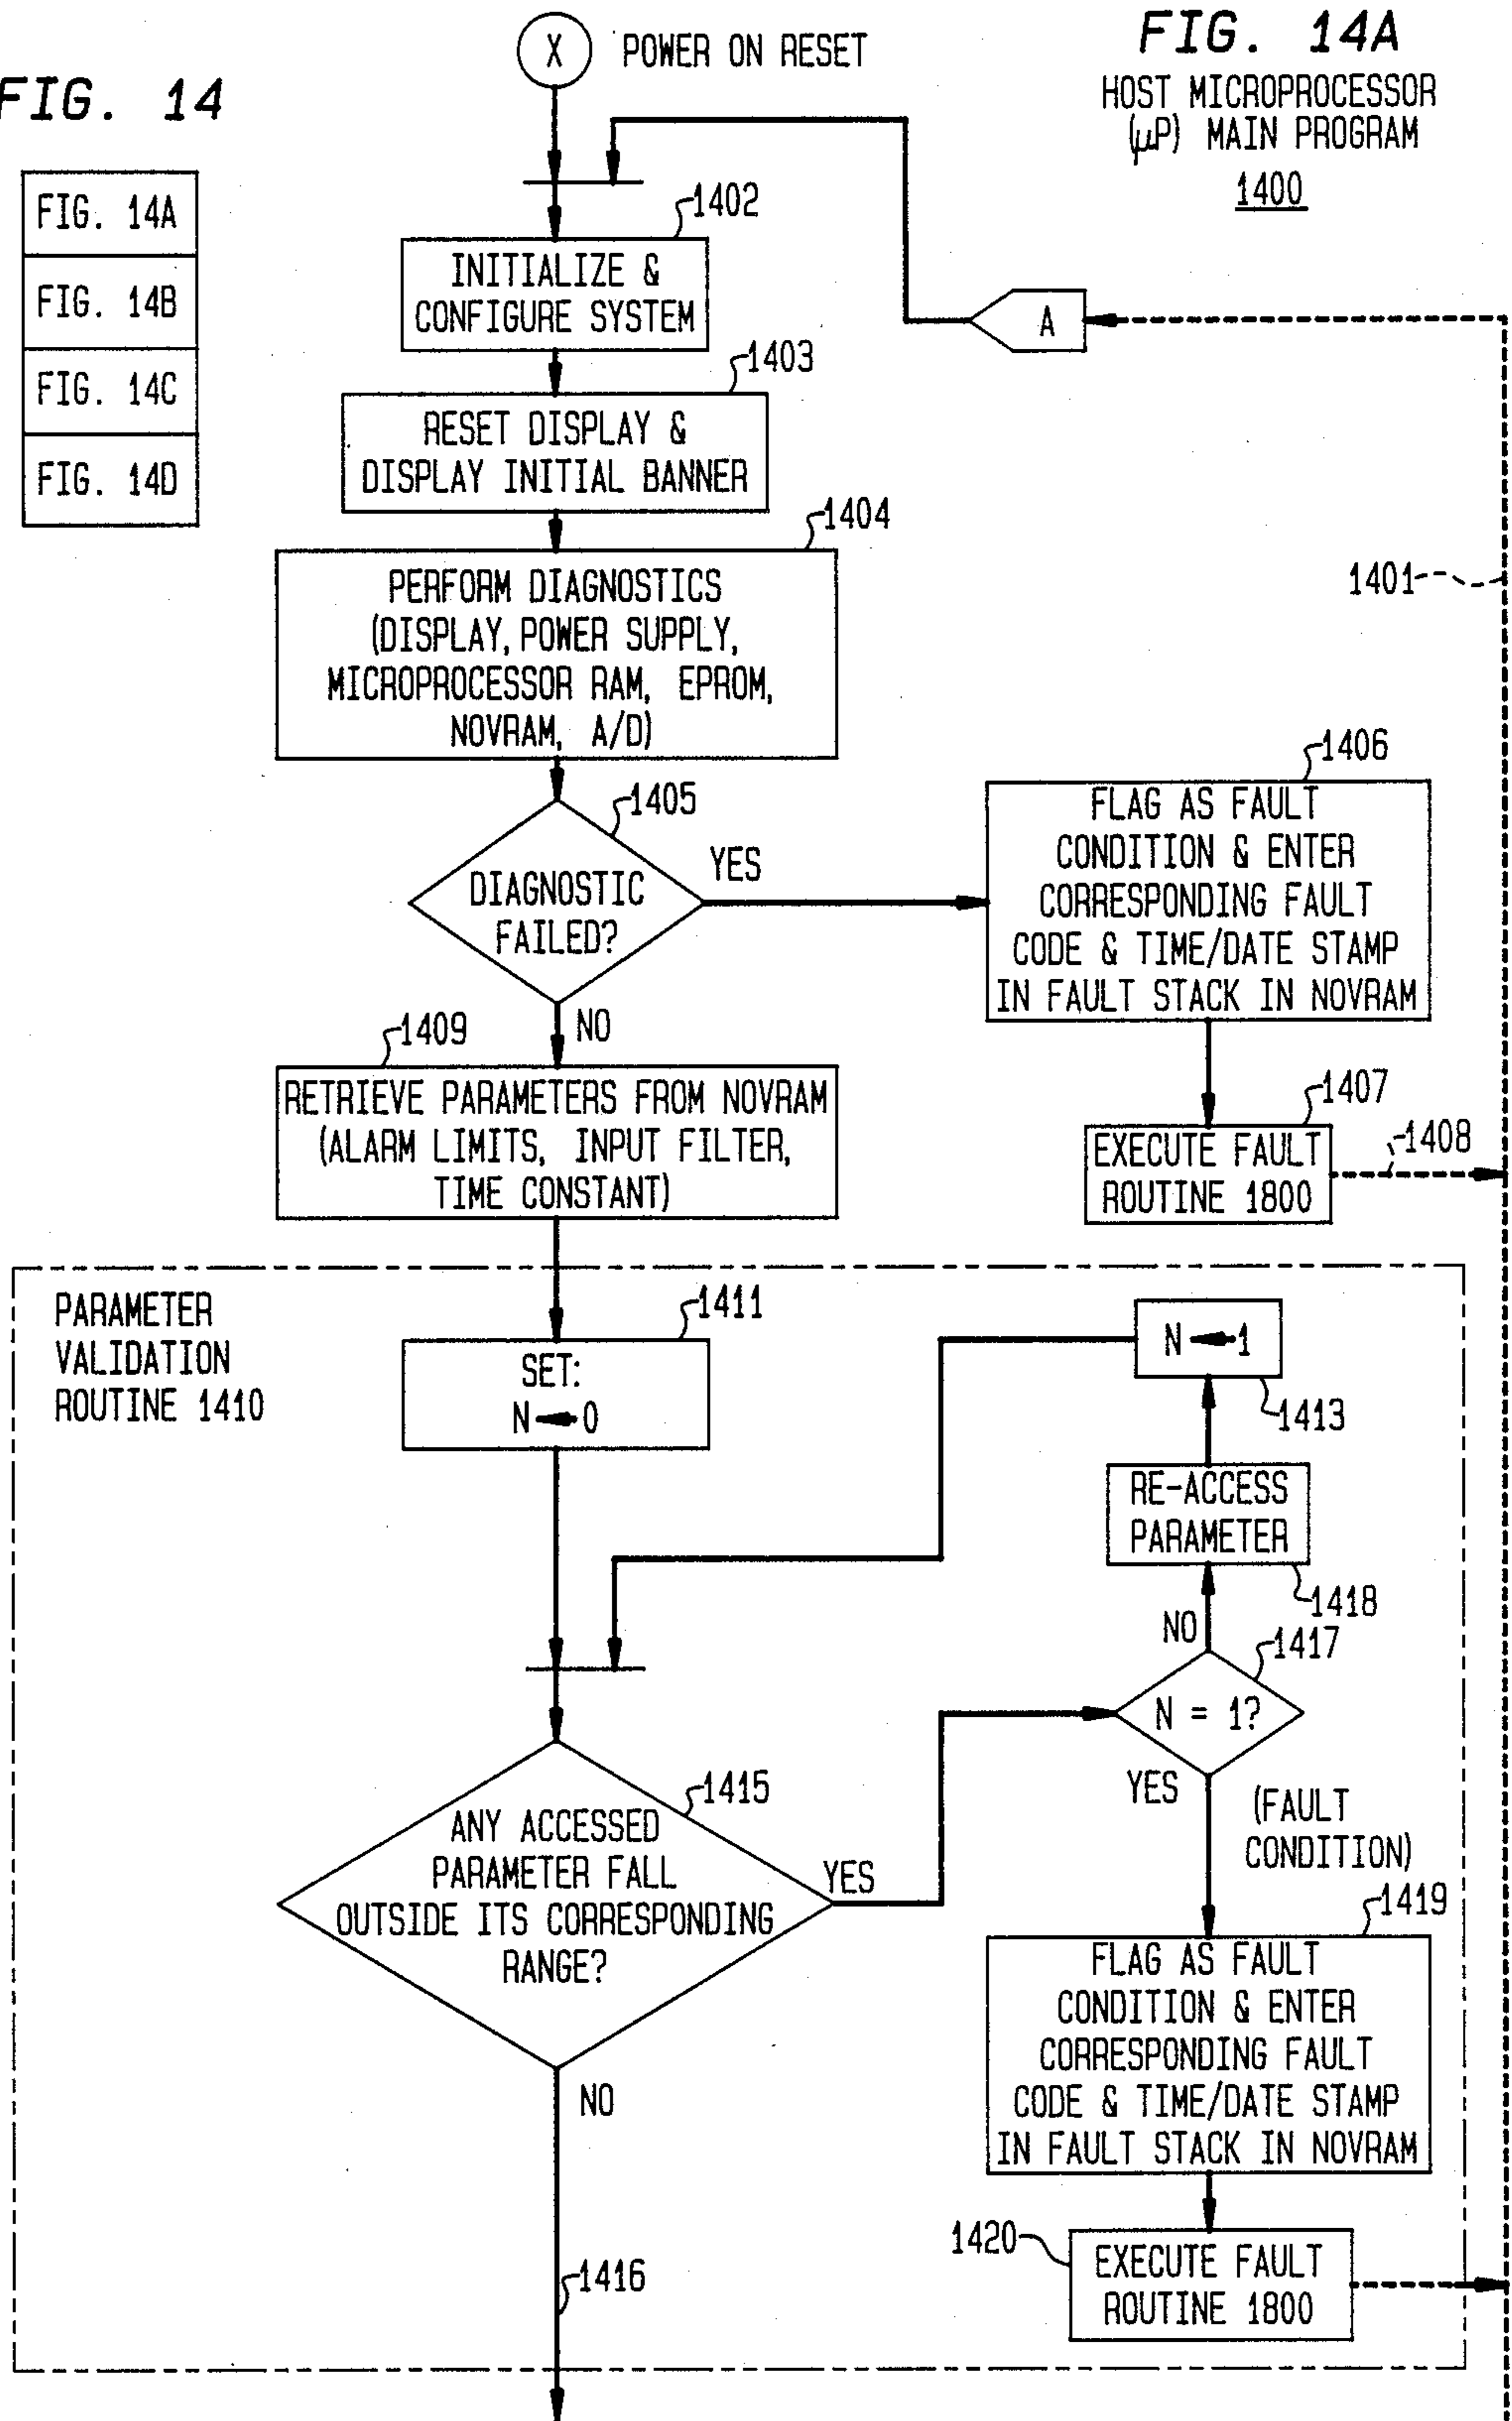 FIG. 14
FIG. 14A
FIG. 14B
FIG. 14C
FIG. 14D
X POWER ON RESET
FIG. 14A
HOST MICROPROCESSOR
(µP) MAIN PROGRAM
1400
1402
INITIALIZE &
CONFIGURE SYSTEM
A
1403
RESET DISPLAY &
DISPLAY INITIAL BANNER
1404
PERFORM DIAGNOSTICS
(DISPLAY, POWER SUPPLY,
MICROPROCESSOR RAM, EPROM,
NOVRAM, A/D)
1401
1405
DIAGNOSTIC
FAILED?
YES
NO
1406
FLAG AS FAULT
CONDITION & ENTER
CORRESPONDING FAULT
CODE & TIME/DATE STAMP
IN FAULT STACK IN NOVRAM
1407
EXECUTE FAULT
ROUTINE 1800
1408
1409
RETRIEVE PARAMETERS FROM NOVRAM
(ALARM LIMITS, INPUT FILTER,
TIME CONSTANT)
PARAMETER
VALIDATION
ROUTINE 1410
1411
SET:
N ← 0
N ← 1
1413
RE-ACCESS
PARAMETER
1418
NO
1417
N = 1?
YES
(FAULT
CONDITION)
1415
ANY ACCESSED
PARAMETER FALL
OUTSIDE ITS CORRESPONDING
RANGE?
YES
NO
1419
FLAG AS FAULT
CONDITION & ENTER
CORRESPONDING FAULT
CODE & TIME/DATE STAMP
IN FAULT STACK IN NOVRAM
1420
EXECUTE FAULT
ROUTINE 1800
1416